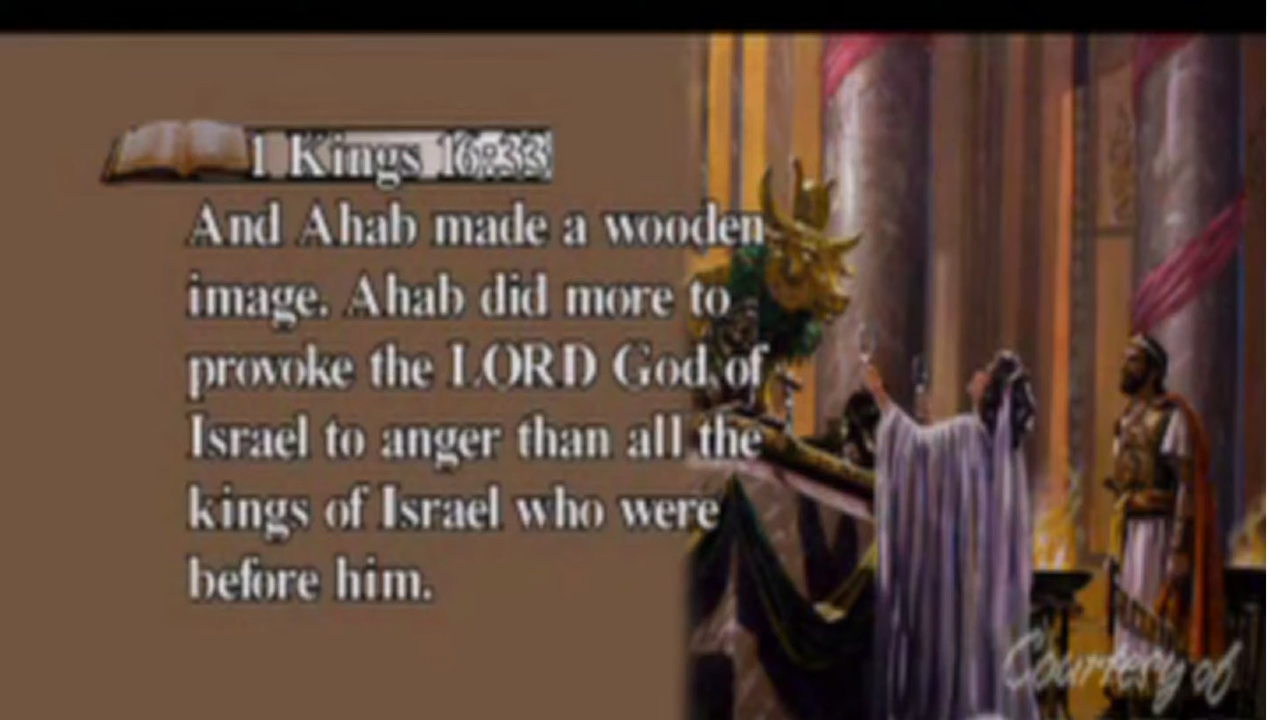 1 Kings 16:33
And Ahab made a wooden
image. Ahab did more to
provoke the LORD God of
Israel to anger than all the
kings of Israel who were
before him.
Courtesy of